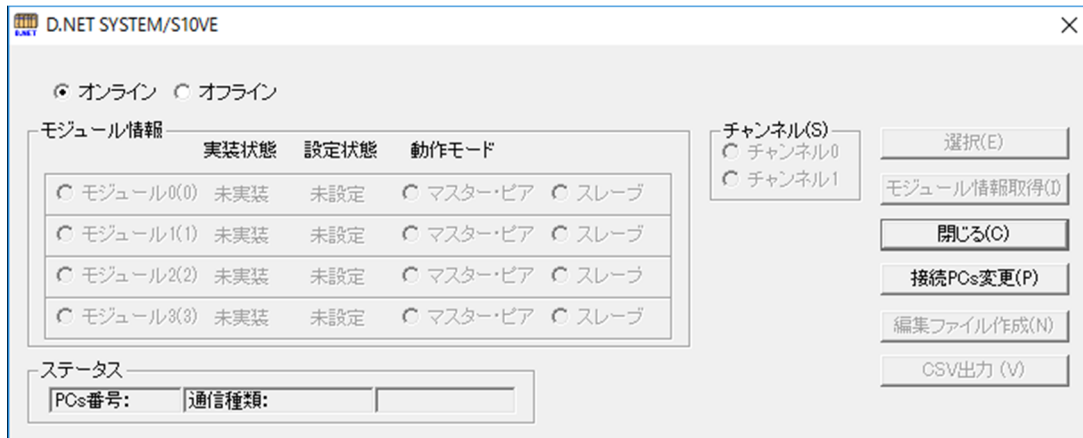 D.NET SYSTEM/S10VE
オンライン オフライン
モジュール情報
実装状態 設定状態 動作モード
モジュール0(0) 未実装 未設定 マスター・ピア スレーブ
モジュール1(1) 未実装 未設定 マスター・ピア スレーブ
モジュール2(2) 未実装 未設定 マスター・ピア スレーブ
モジュール3(3) 未実装 未設定 マスター・ピア スレーブ
チャンネル(S)
チャンネル0
チャンネル1
選択(E)
モジュール情報取得(I)
閉じる(C)
接続PCs変更(P)
編集ファイル作成(N)
CSV出力 (V)
ステータス
PCs番号: 通信種類: